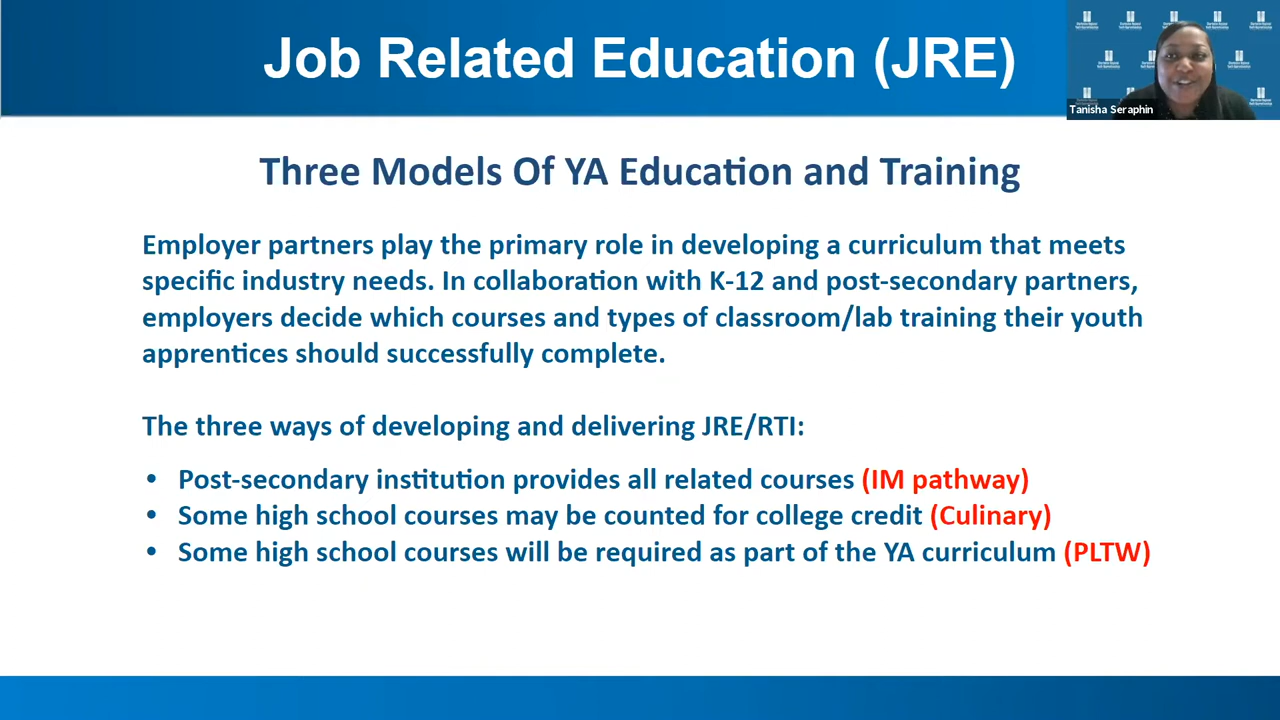 Job Related Education (JRE)
Tanisha Seraphin
Three Models Of YA Education and Training
Employer partners play the primary role in developing a curriculum that meets
specific industry needs. In collaboration with K-12 and post-secondary partners,
employers decide which courses and types of classroom/lab training their youth
apprentices should successfully complete.
The three ways of developing and delivering JRE/RTI:
• Post-secondary institution provides all related courses (IM pathway)
• Some high school courses may be counted for college credit (Culinary)
• Some high school courses will be required as part of the YA curriculum (PLTW)